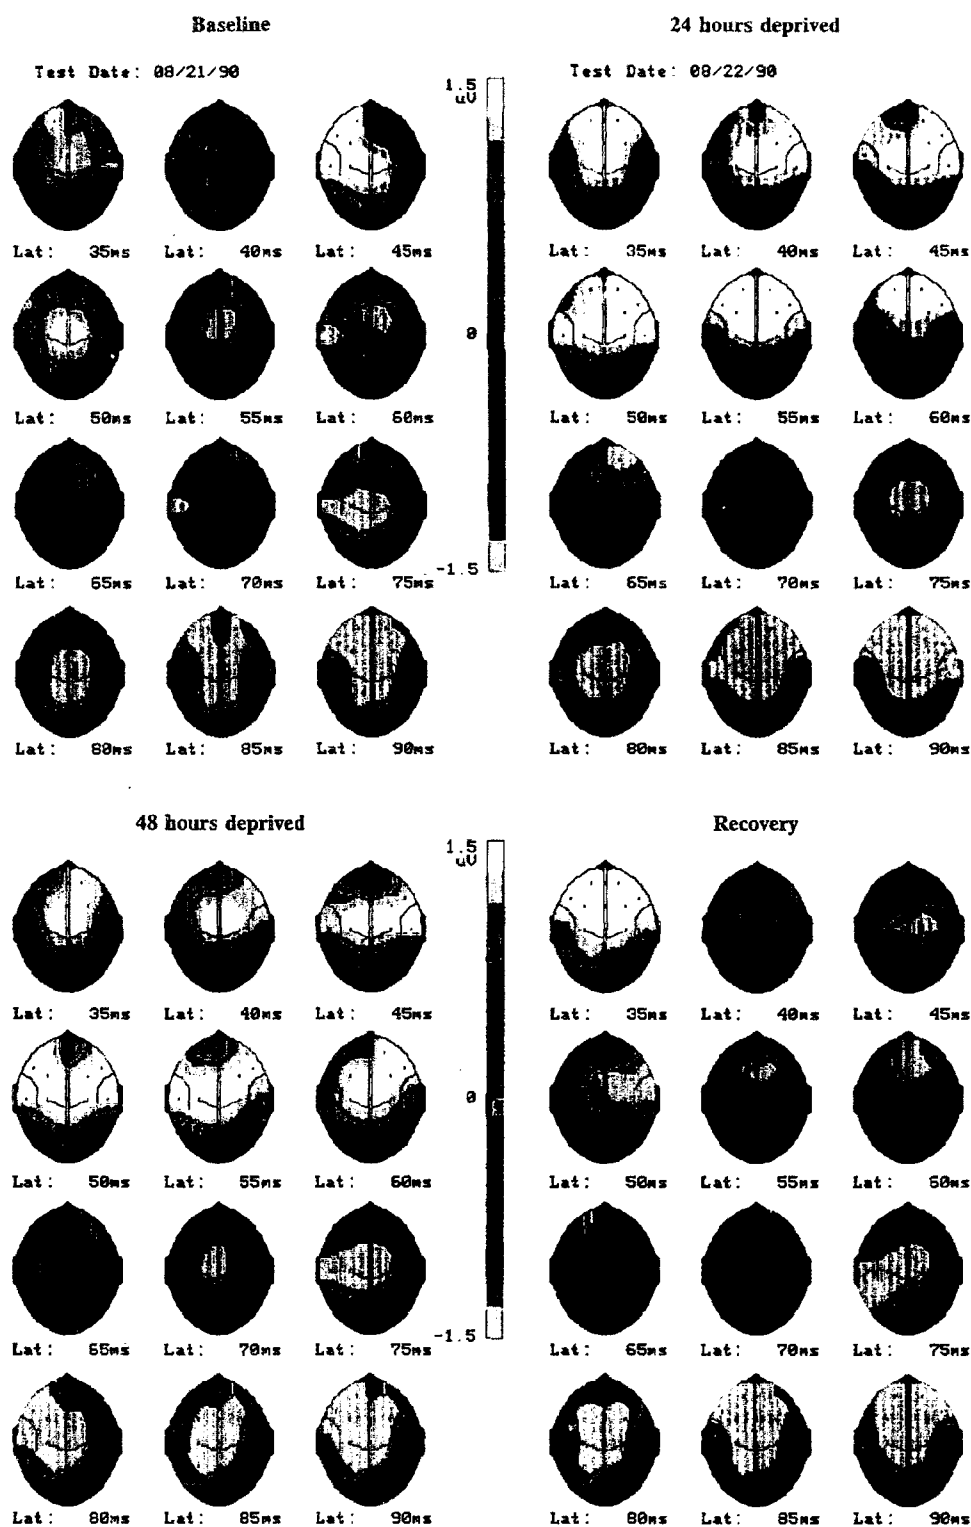 Baseline
24 hours deprived
Test Date: 08/21/90
1.5
uV
Test Date: 08/22/90
Lat: 35ms Lat: 40ms Lat: 45ms
Lat: 35ms Lat: 40ms Lat: 45ms
0
Lat: 50ms Lat: 55ms Lat: 60ms
Lat: 50ms Lat: 55ms Lat: 60ms
-1.5
Lat: 65ms Lat: 70ms Lat: 75ms
Lat: 65ms Lat: 70ms Lat: 75ms
Lat: 80ms Lat: 85ms Lat: 90ms
Lat: 80ms Lat: 85ms Lat: 90ms
48 hours deprived
Recovery
1.5
uV
Lat: 35ms Lat: 40ms Lat: 45ms
Lat: 35ms Lat: 40ms Lat: 45ms
0
Lat: 50ms Lat: 55ms Lat: 60ms
Lat: 50ms Lat: 55ms Lat: 60ms
-1.5
Lat: 65ms Lat: 70ms Lat: 75ms
Lat: 65ms Lat: 70ms Lat: 75ms
Lat: 80ms Lat: 85ms Lat: 90ms
Lat: 80ms Lat: 85ms Lat: 90ms